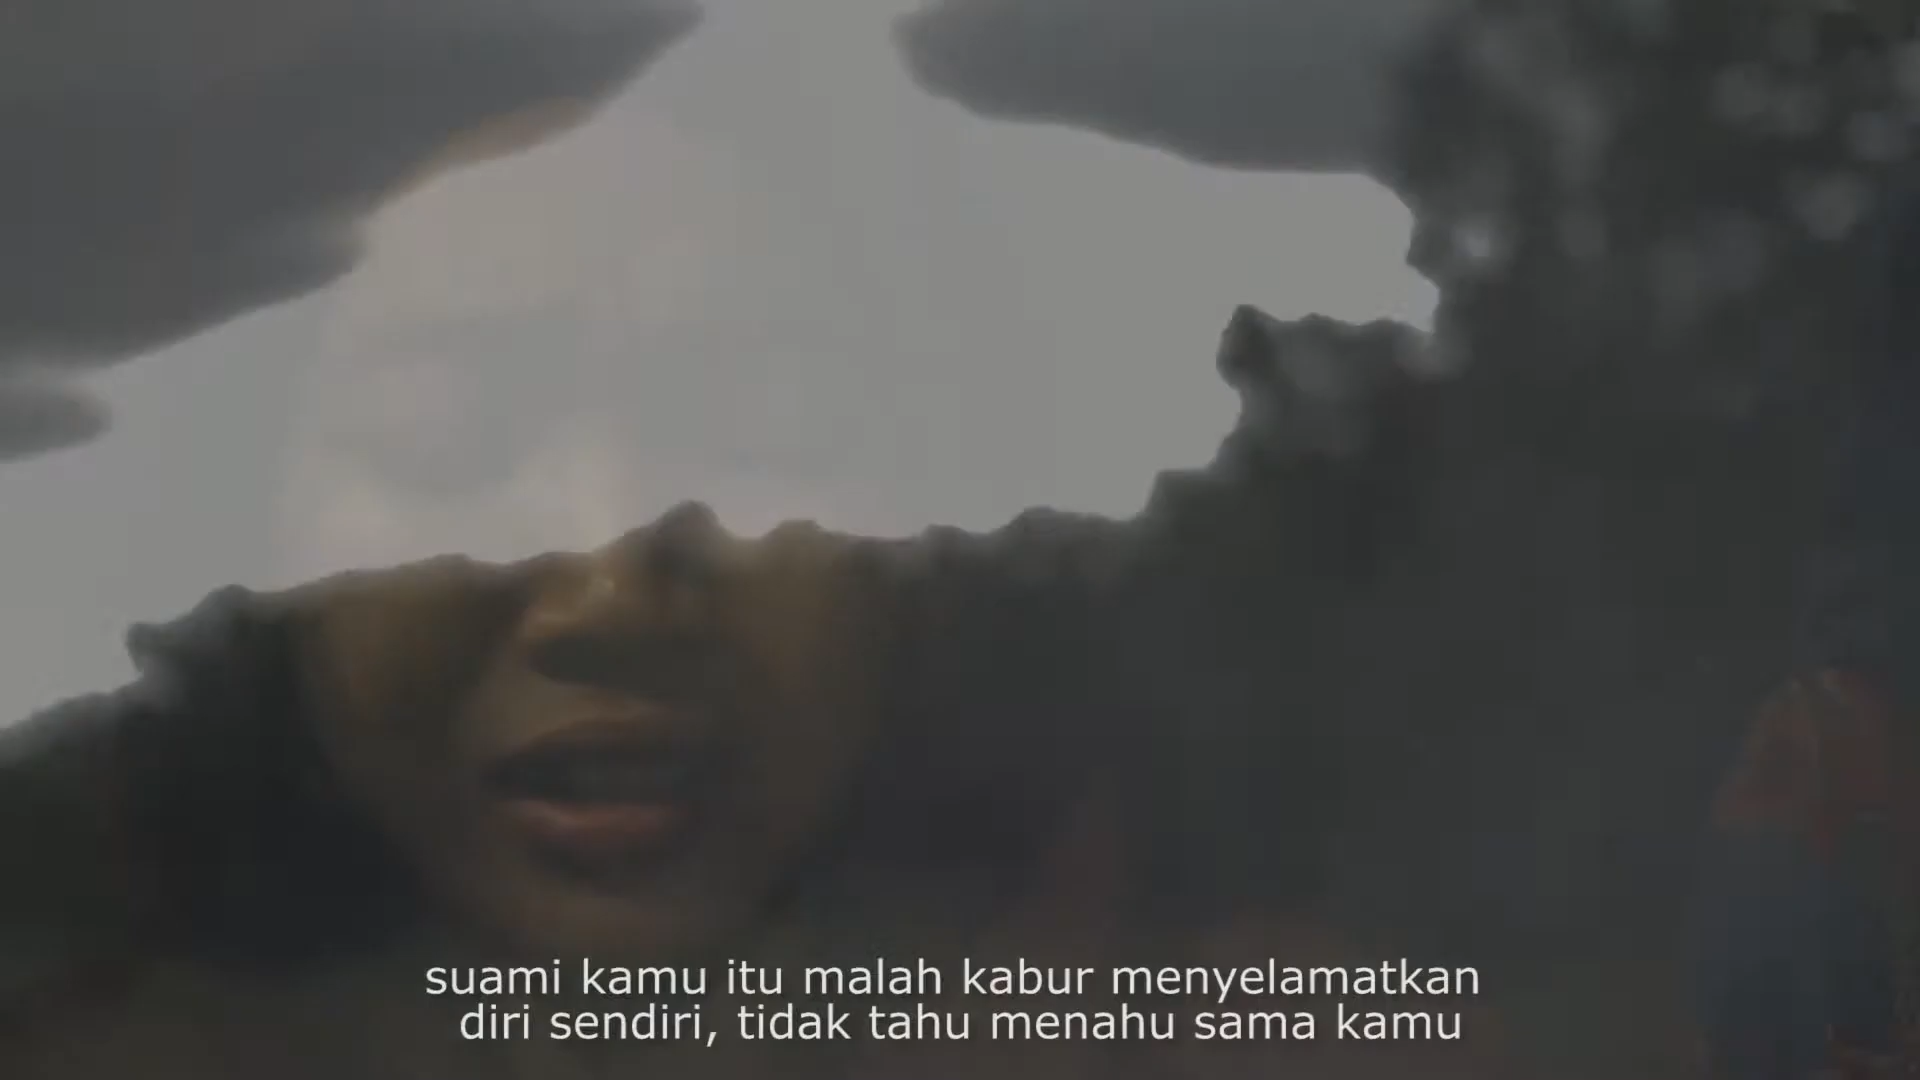 suami kamu itu malah kabur menyelamatkan
diri sendiri, tidak tahu menahu sama kamu